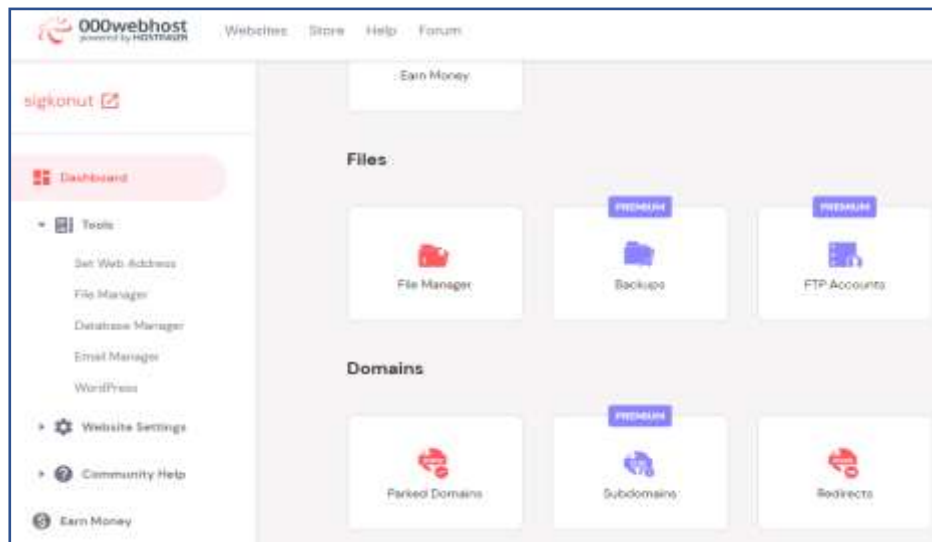 000webhost
powered by HOSTINGER
Websites Store Help Forum
sigkonut
Dashboard
Tools
Set Web Address
File Manager
Database Manager
Email Manager
WordPress
Website Settings
Community Help
Earn Money
Earn Money
Files
File Manager
PREMIUM
Backups
PREMIUM
FTP Accounts
Domains
Parked Domains
PREMIUM
Subdomains
Redirects